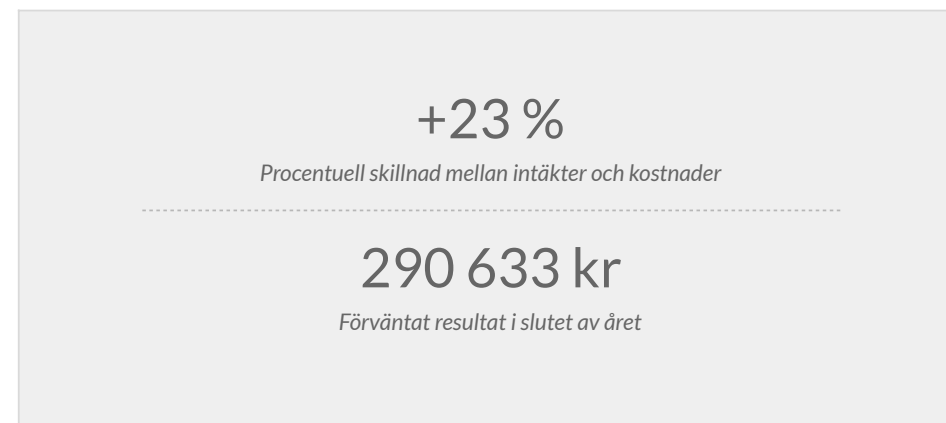 +23 %
Procentuell skillnad mellan intäkter och kostnader
290 633 kr
Förväntat resultat i slutet av året